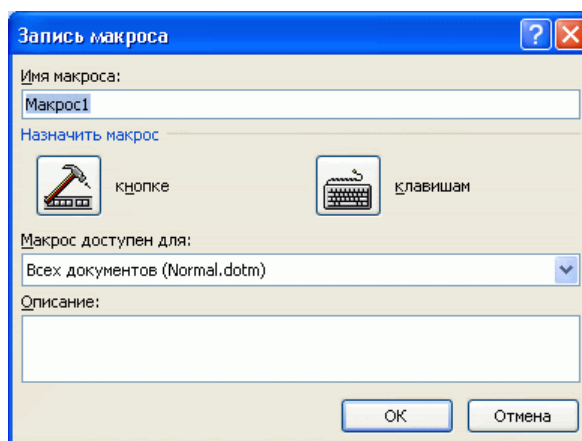 Запись макроса
Имя макроса:
Макрос1
Назначить макрос
кнопке клавишам
Макрос доступен для:
Всех документов (Normal.dotm)
Описание:
ОК Отмена